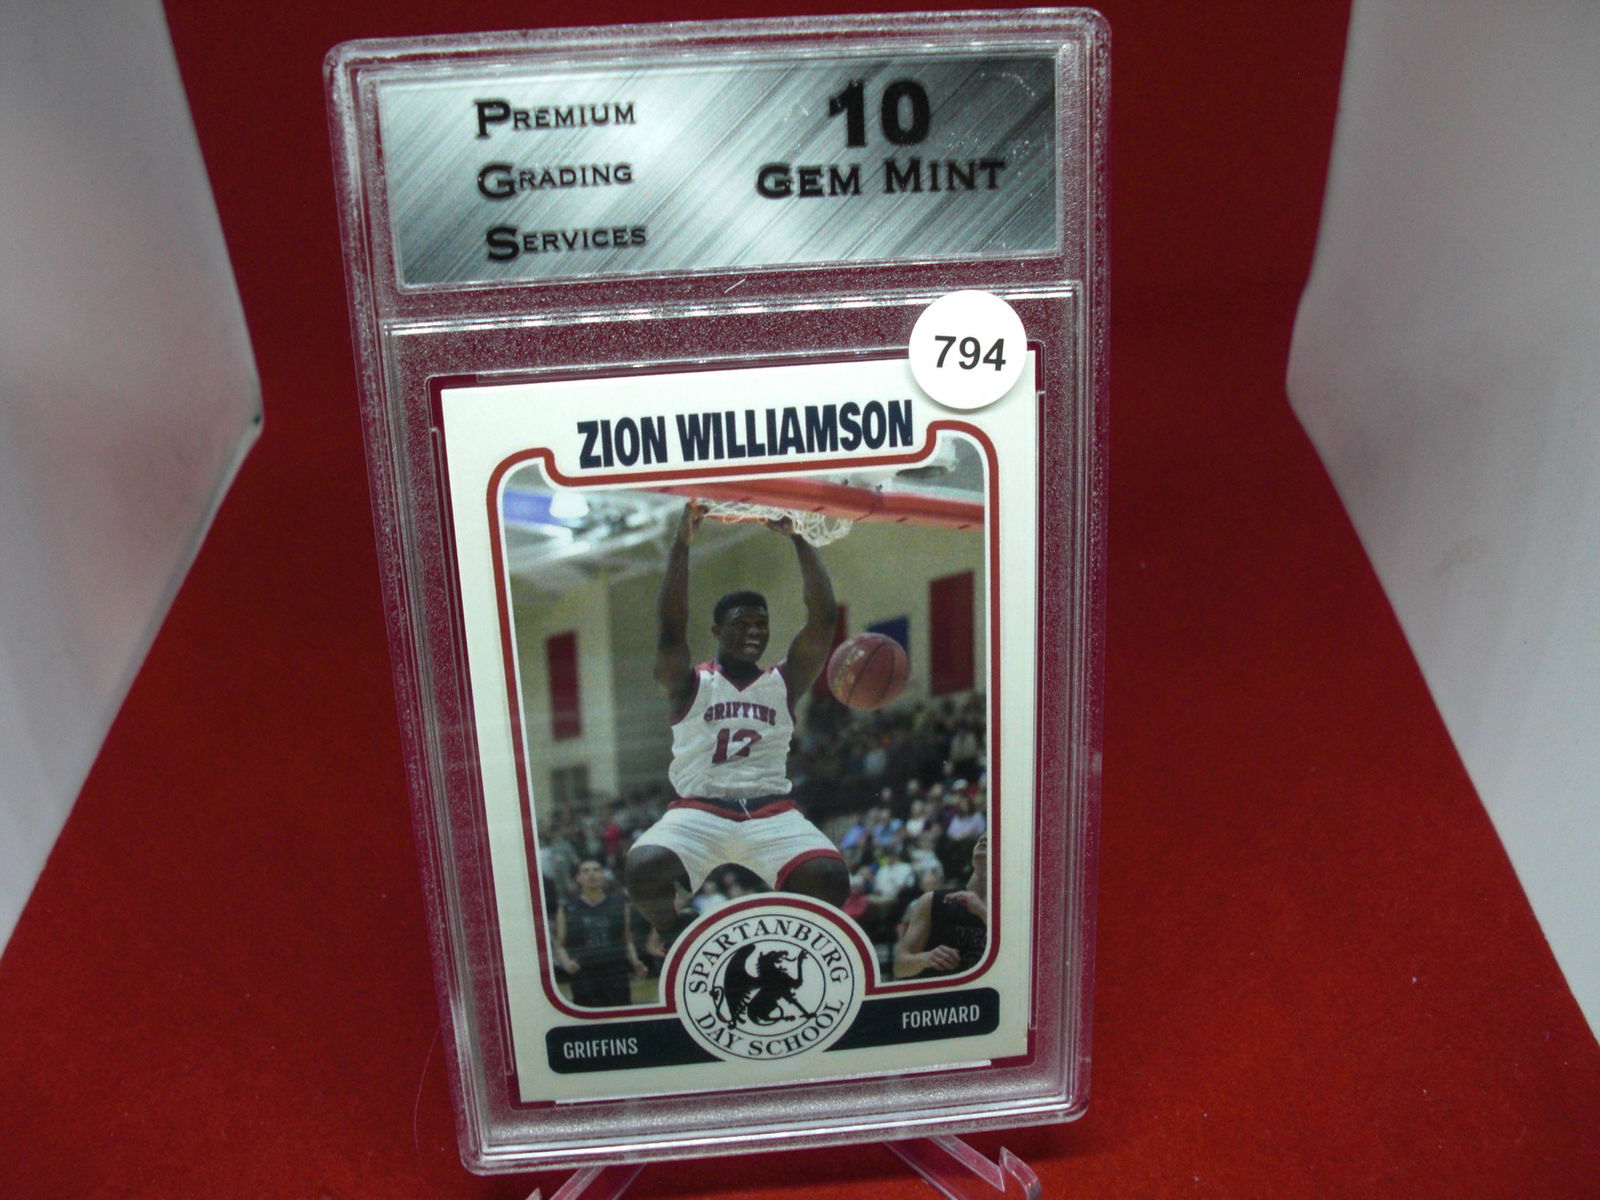 PREMIUM
GRADING
SERVICES
10
GEM MINT
794
ZION WILLIAMSON
GRIFFINS
12
SPARTANBURG
DAY SCHOOL
GRIFFINS
FORWARD